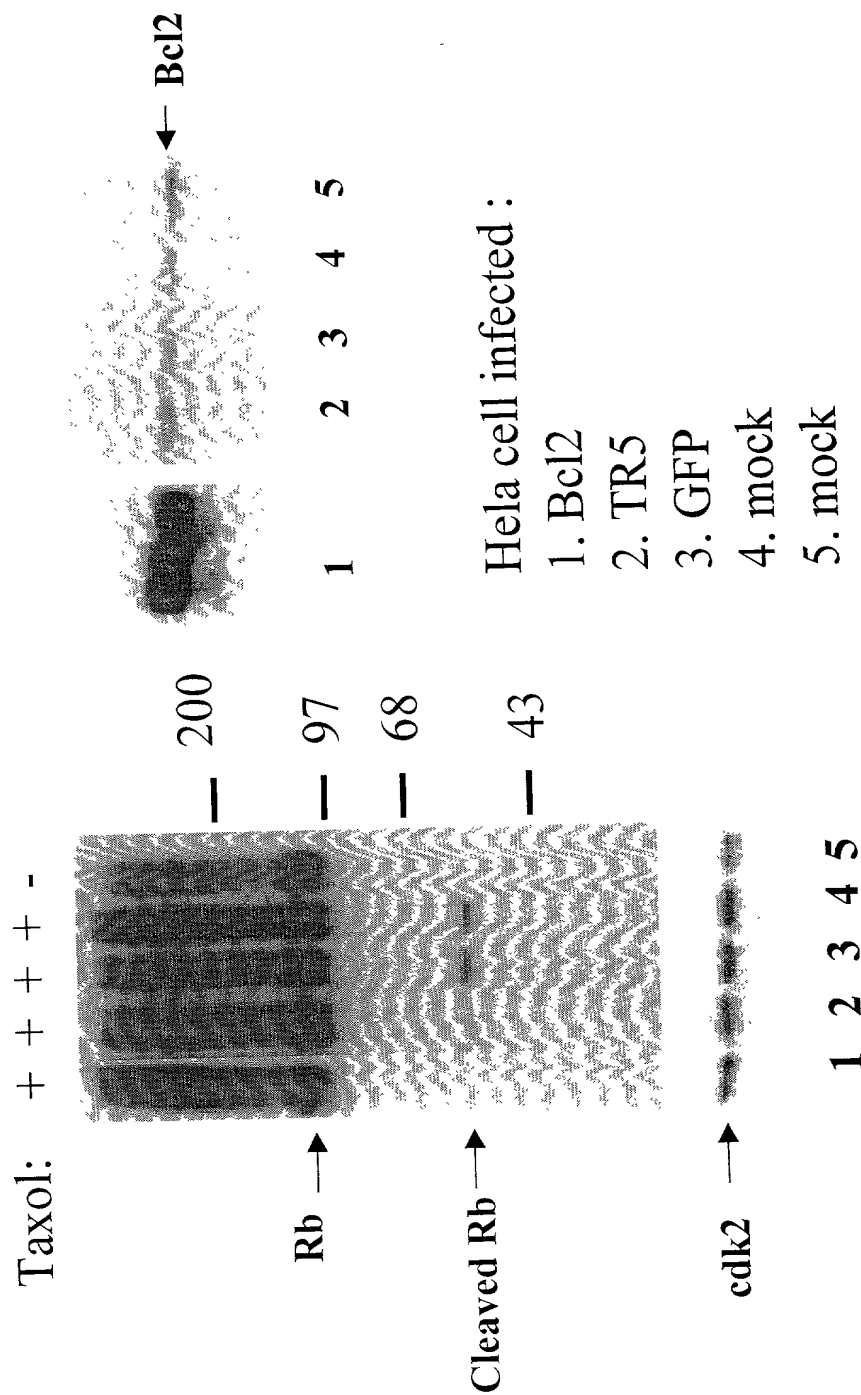 Taxol: + + + + -
200
Rb
97
68
Cleaved Rb
43
cdk2
1 2 3 4 5
Bcl2
1 2 3 4 5
Hela cell infected :
1. Bcl2
2. TR5
3. GFP
4. mock
5. mock